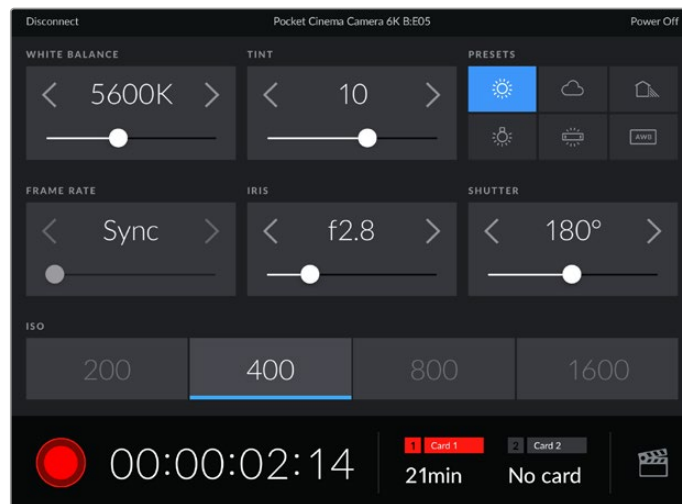 Disconnect Pocket Cinema Camera 6K B:E05 Power Off
WHITE BALANCE TINT PRESETS
5600K 10
AWB
FRAME RATE IRIS SHUTTER
Sync f2.8 180°
ISO
200 400 800 1600
1 Card 1 2 Card 2
00:00:02:14 21min No card